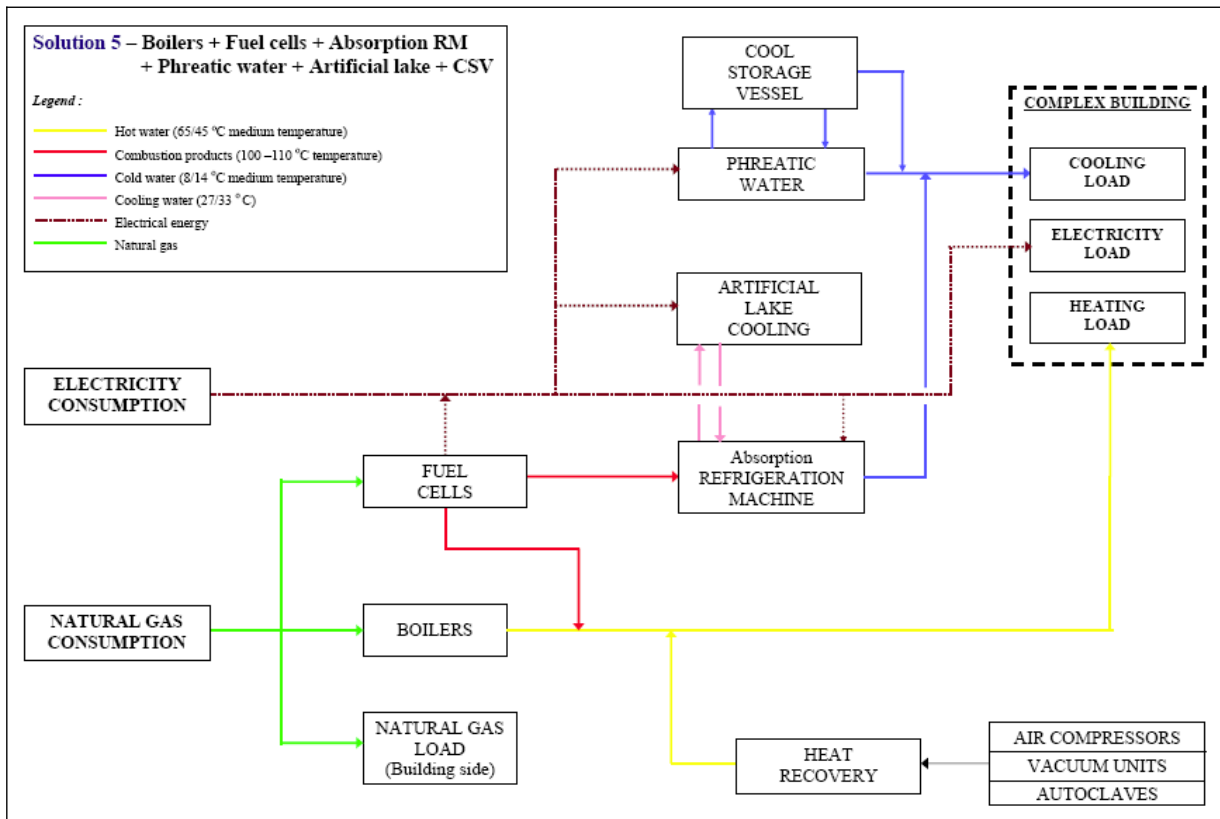 Solution 5 – Boilers + Fuel cells + Absorption RM
+ Phreatic water + Artificial lake + CSV
Legend :
Hot water (65/45 ºC medium temperature)
Combustion products (100 –110 °C temperature)
Cold water (8/14 °C medium temperature)
Cooling water (27/33 °C)
Electrical energy
Natural gas
COOL
STORAGE
VESSEL
COMPLEX BUILDING
PHREATIC
WATER
COOLING
LOAD
ELECTRICITY
LOAD
ARTIFICIAL
LAKE
COOLING
HEATING
LOAD
ELECTRICITY
CONSUMPTION
FUEL
CELLS
Absorption
REFRIGERATION
MACHINE
NATURAL GAS
CONSUMPTION
BOILERS
NATURAL GAS
LOAD
(Building side)
HEAT
RECOVERY
AIR COMPRESSORS
VACUUM UNITS
AUTOCLAVES